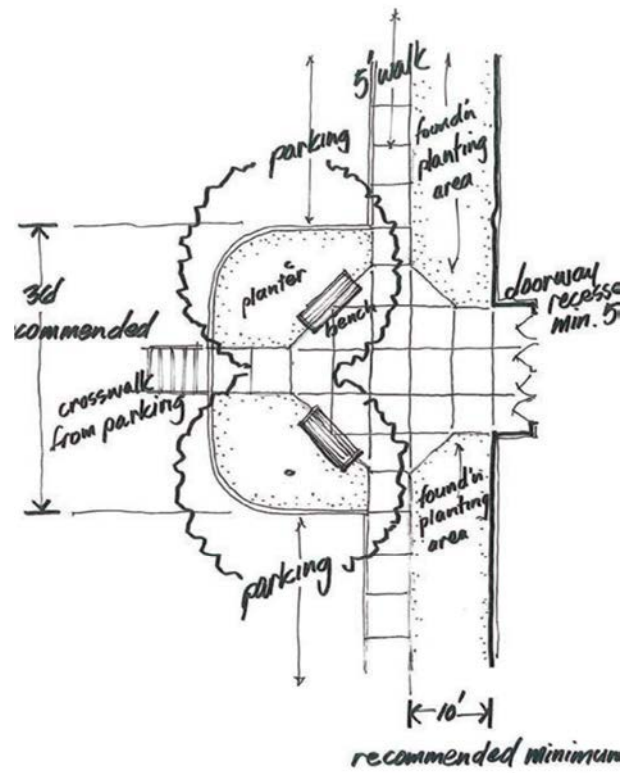 5' walk
parking
found'n
planting
area
planter
bench
doorway
recesse
min. 5
commended
crosswalk
from parking
found'n
planting
area
parking
10'
recommended minimum